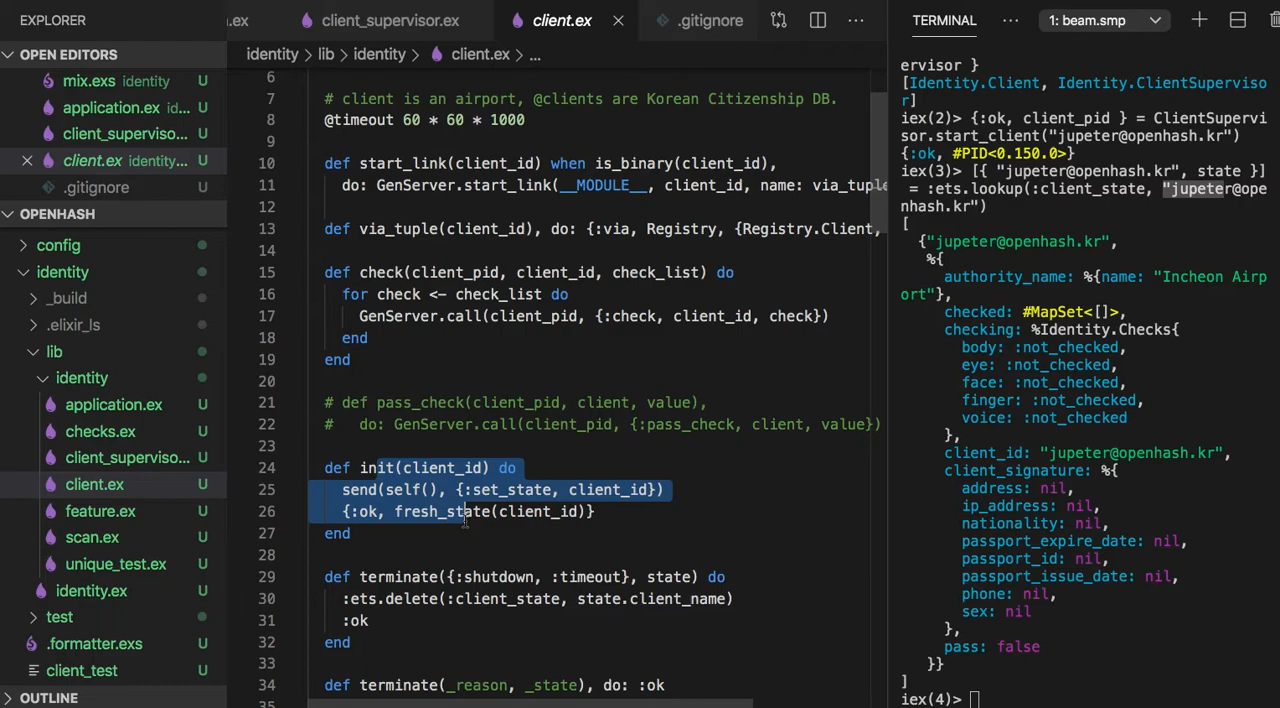 EXPLORER
OPEN EDITORS
mix.exs identity U
application.ex id... U
client_superviso... U
client.ex identity... U
.gitignore
OPENHASH
config
identity
_build
.elixir_ls
lib
identity
application.ex U
checks.ex U
client_superviso... U
client.ex U
feature.ex U
scan.ex U
unique_test.ex U
identity.ex U
test
.formatter.exs U
client_test U
OUTLINE
.ex client_supervisor.ex client.ex .gitignore
identity > lib > identity > client.ex > ...
6
7 # client is an airport, @clients are Korean Citizenship DB.
8 @timeout 60 * 60 * 1000
9
10 def start_link(client_id) when is_binary(client_id),
11 do: GenServer.start_link(__MODULE__, client_id, name: via_tuple
12
13 def via_tuple(client_id), do: {:via, Registry, {Registry.Client,
14
15 def check(client_pid, client_id, check_list) do
16 for check <- check_list do
17 GenServer.call(client_pid, {:check, client_id, check})
18 end
19 end
20
21 # def pass_check(client_pid, client, value),
22 # do: GenServer.call(client_pid, {:pass_check, client, value})
23
24 def init(client_id) do
25 send(self(), {:set_state, client_id})
26 {:ok, fresh_state(client_id)}
27 end
28
29 def terminate({:shutdown, :timeout}, state) do
30 :ets.delete(:client_state, state.client_name)
31 :ok
32 end
33
34 def terminate(_reason, _state), do: :ok
35
TERMINAL ... 1: beam.smp
ervisor }
[Identity.Client, Identity.ClientSuperviso
r]
iex(2)> {:ok, client_pid } = ClientSupervi
sor.start_client("jupeter@openhash.kr")
{:ok, #PID<0.150.0>}
iex(3)> [{ "jupeter@openhash.kr", state }]
= :ets.lookup(:client_state, "jupeter@ope
nhash.kr")
[
{"jupeter@openhash.kr",
%{
authority_name: %{name: "Incheon Airp
ort"},
checked: #MapSet<[]>,
checking: %Identity.Checks{
body: :not_checked,
eye: :not_checked,
face: :not_checked,
finger: :not_checked,
voice: :not_checked
},
client_id: "jupeter@openhash.kr",
client_signature: %{
address: nil,
ip_address: nil,
nationality: nil,
passport_expire_date: nil,
passport_id: nil,
passport_issue_date: nil,
phone: nil,
sex: nil
},
pass: false
}}
]
iex(4)>